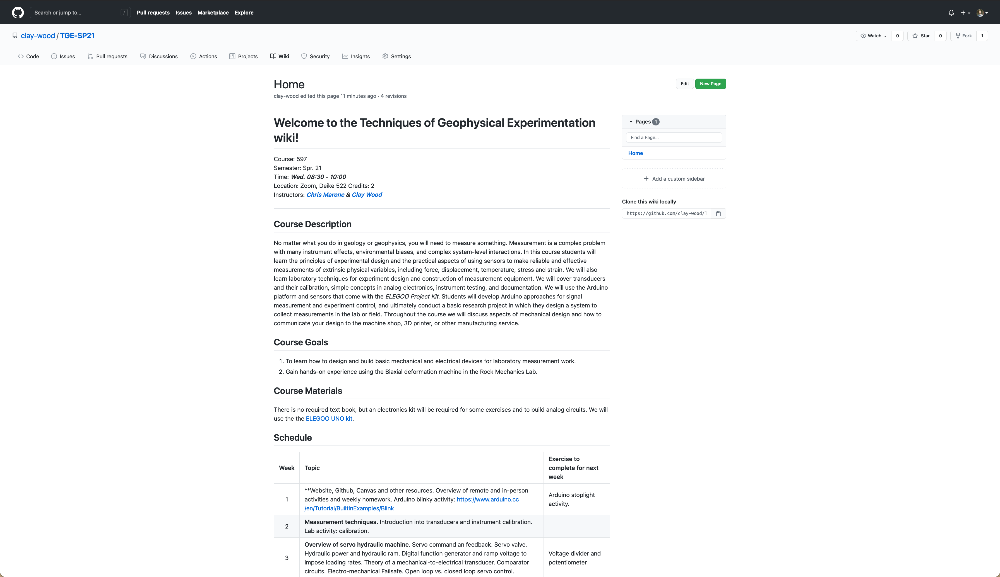 Search or jump to... /
Pull requests Issues Marketplace Explore
clay-wood / TGE-SP21
Watch 0 Star 0 Fork 1
Code Issues Pull requests Discussions Actions Projects Wiki Security Insights Settings
Home
Edit New Page
clay-wood edited this page 11 minutes ago · 4 revisions
Welcome to the Techniques of Geophysical Experimentation
wiki!
Course: 597
Semester: Spr. 21
Time: Wed. 08:30 - 10:00
Location: Zoom, Deike 522 Credits: 2
Instructors: Chris Marone & Clay Wood
Course Description
No matter what you do in geology or geophysics, you will need to measure something. Measurement is a complex problem
with many instrument effects, environmental biases, and complex system-level interactions. In this course students will
learn the principles of experimental design and the practical aspects of using sensors to make reliable and effective
measurements of extrinsic physical variables, including force, displacement, temperature, stress and strain. We will also
learn laboratory techniques for experiment design and construction of measurement equipment. We will cover transducers
and their calibration, simple concepts in analog electronics, instrument testing, and documentation. We will use the Arduino
platform and sensors that come with the ELEGOO Project Kit. Students will develop Arduino approaches for signal
measurement and experiment control, and ultimately conduct a basic research project in which they design a system to
collect measurements in the lab or field. Throughout the course we will discuss aspects of mechanical design and how to
communicate your design to the machine shop, 3D printer, or other manufacturing service.
Course Goals
1. To learn how to design and build basic mechanical and electrical devices for laboratory measurement work.
2. Gain hands-on experience using the Biaxial deformation machine in the Rock Mechanics Lab.
Course Materials
There is no required text book, but an electronics kit will be required for some exercises and to build analog circuits. We will
use the the ELEGOO UNO kit.
Schedule
Week
Topic
Exercise to
complete for next
week
1
**Website, Github, Canvas and other resources. Overview of remote and in-person
activities and weekly homework. Arduino blinky activity: https://www.arduino.cc
/en/Tutorial/BuiltInExamples/Blink
Arduino stoplight
activity.
2
Measurement techniques. Introduction into transducers and instrument calibration.
Lab activity: calibration.
3
Overview of servo hydraulic machine. Servo command an feedback. Servo valve.
Hydraulic power and hydraulic ram. Digital function generator and ramp voltage to
impose loading rates. Theory of a mechanical-to-electrical transducer. Comparator
circuits. Electro-mechanical Failsafe. Open loop vs. closed loop servo control.
Voltage divider and
potentiometer
Pages 1
Find a Page...
Home
+ Add a custom sidebar
Clone this wiki locally
https://github.com/clay-wood/T